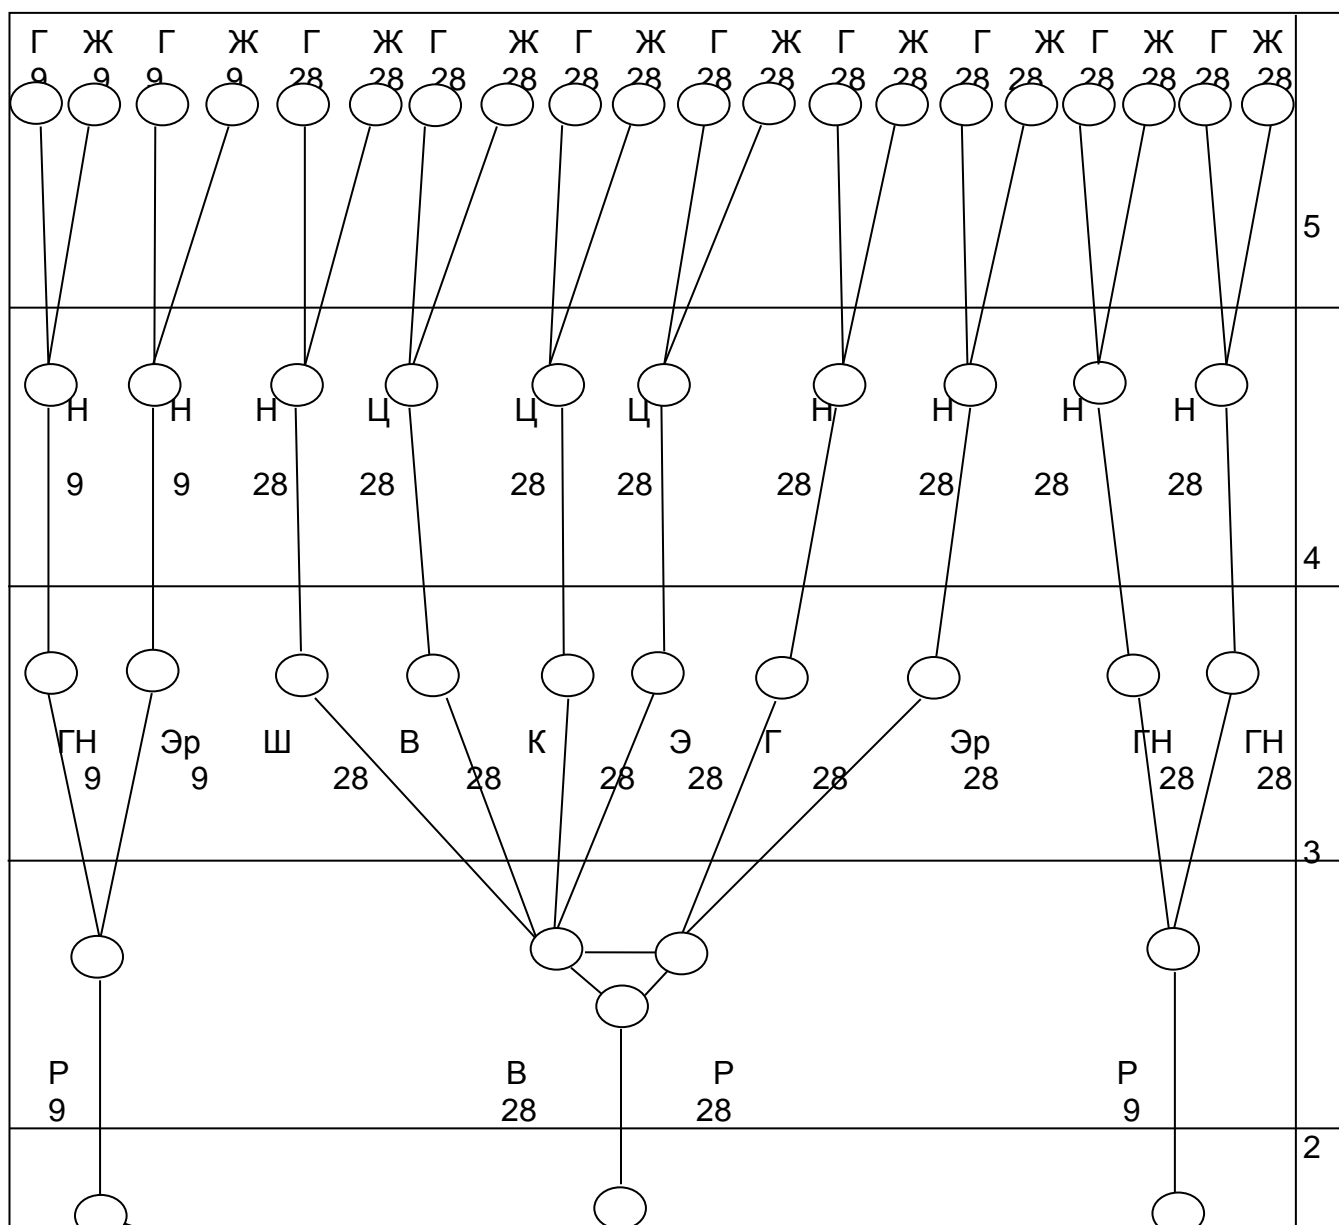 Г Ж Г Ж Г Ж Г Ж Г Ж Г Ж Г Ж Г Ж Г Ж Г Ж
9 9 9 9 28 28 28 28 28 28 28 28 28 28 28 28 28 28 28 28
5
Н Н Н Ц Ц Ц Н Н Н Н
9 9 28 28 28 28 28 28 28 28
4
ГН Эр Ш В К Э Г Эр ГН ГН
9 9 28 28 28 28 28 28 28 28
3
Р В Р Р
9 28 28 9
2